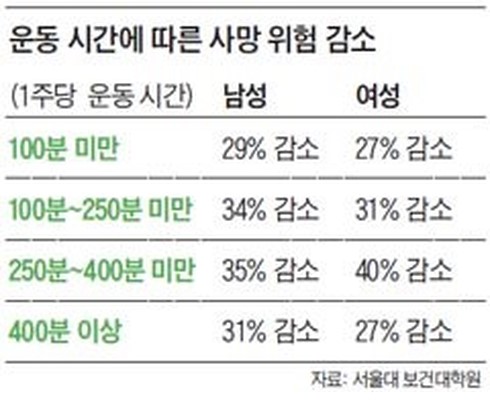 운동 시간에 따른 사망 위험 감소
(1주당 운동 시간) 남성 여성
100분 미만 29% 감소 27% 감소
100분~250분 미만 34% 감소 31% 감소
250분~400분 미만 35% 감소 40% 감소
400분 이상 31% 감소 27% 감소
자료: 서울대 보건대학원